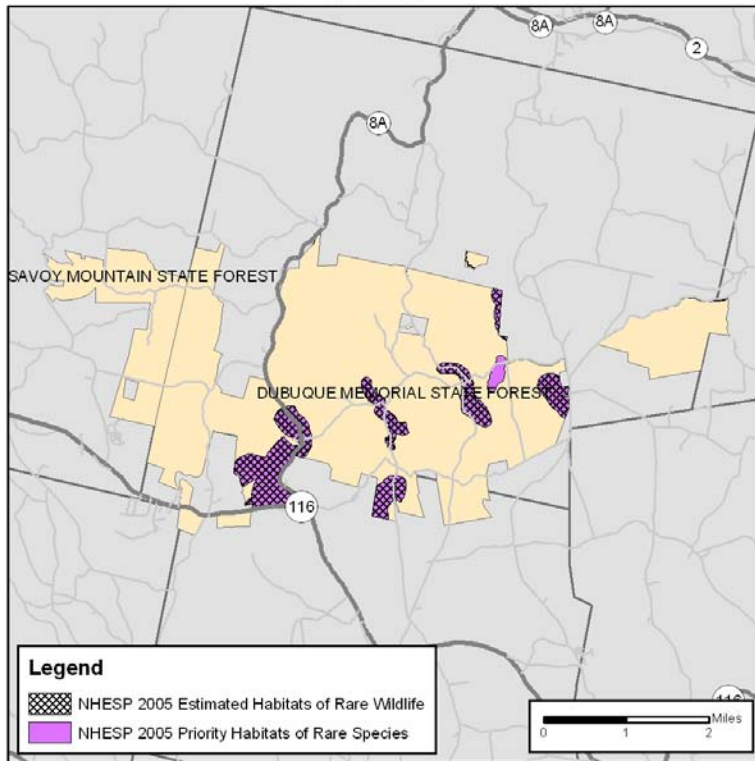 8A
8A
2
8A
SAVOY MOUNTAIN STATE FOREST
DUBUQUE MEMORIAL STATE FOREST
116
Legend
NHESP 2005 Estimated Habitats of Rare Wildlife
NHESP 2005 Priority Habitats of Rare Species
116
Miles
0 1 2